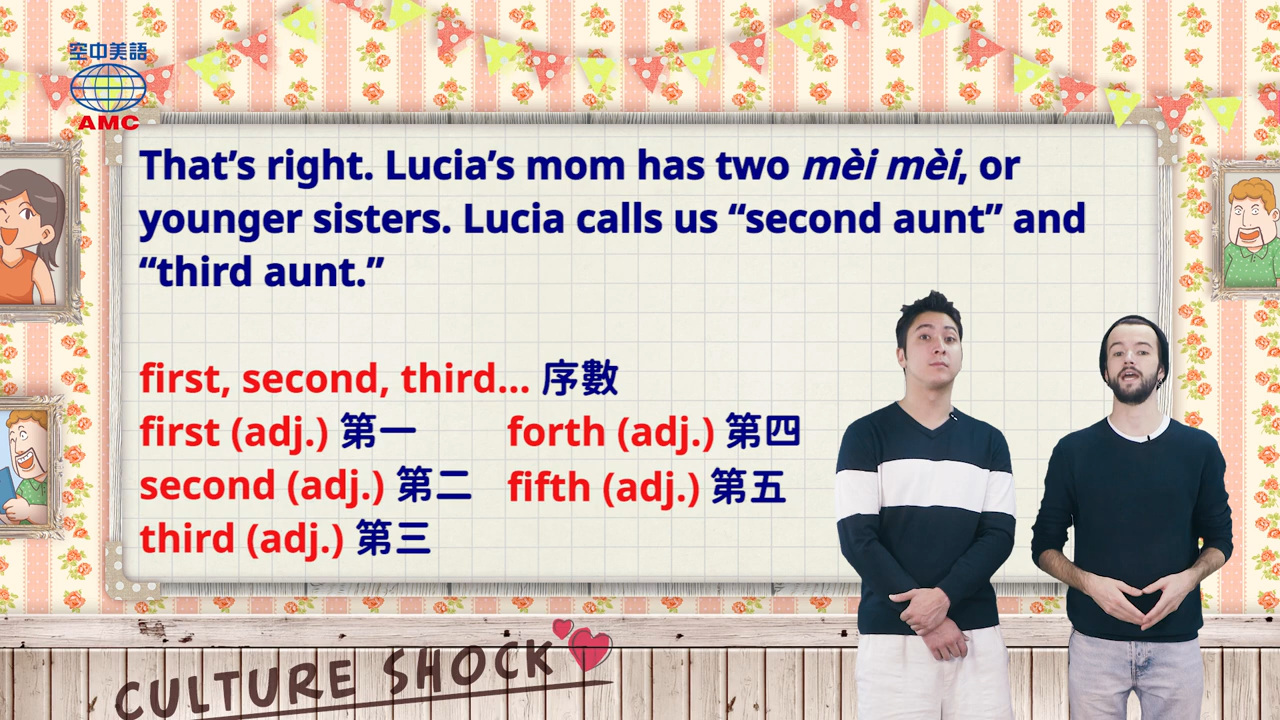 空中美語
AMC
That’s right. Lucia’s mom has two mèi mèi, or
younger sisters. Lucia calls us “second aunt” and
“third aunt.”
first, second, third... 序數
first (adj.) 第一
forth (adj.) 第四
second (adj.) 第二
fifth (adj.) 第五
third (adj.) 第三
CULTURE SHOCK